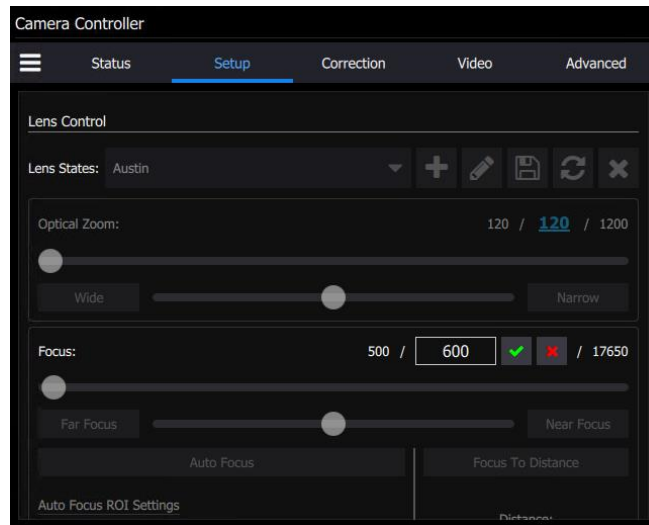 Camera Controller
Status Setup Correction Video Advanced
Lens Control
Lens States: Austin
Optical Zoom: 120 / 120 / 1200
Wide Narrow
Focus: 500 / 600 / 17650
Far Focus Near Focus
Auto Focus Focus To Distance
Auto Focus ROI Settings
Distance: